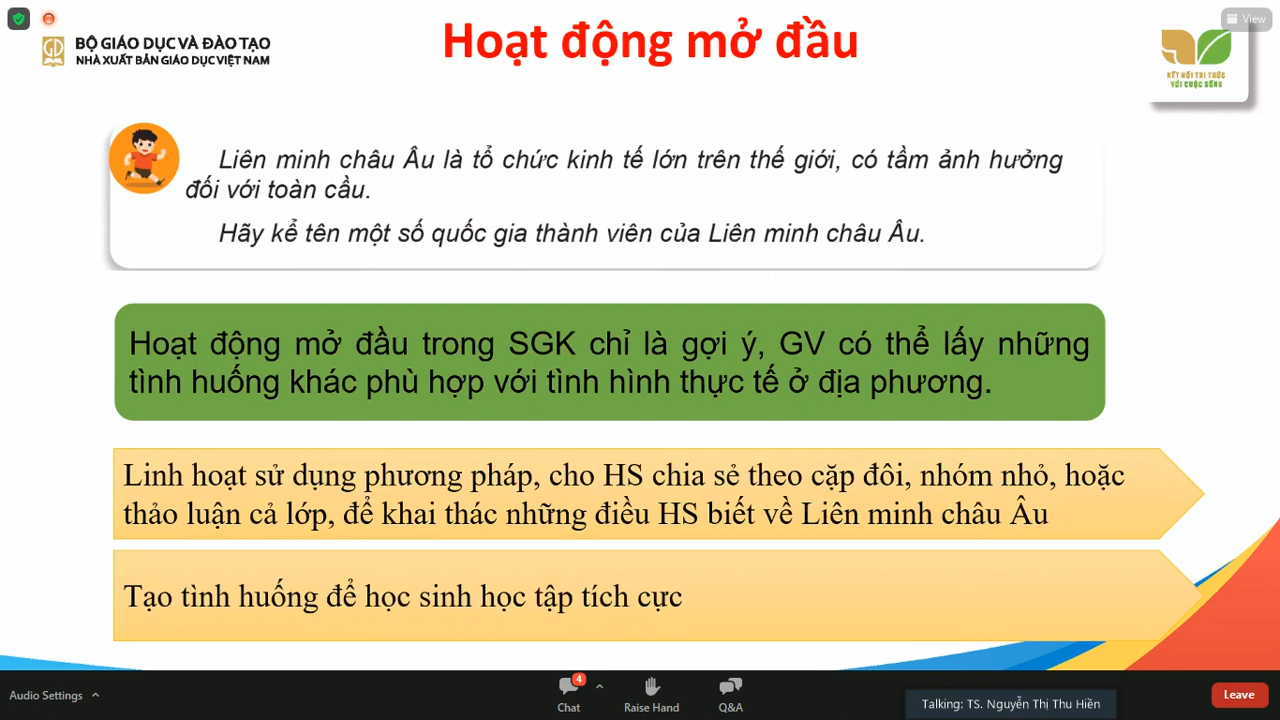 View
BỘ GIÁO DỤC VÀ ĐÀO TẠO
NHÀ XUẤT BẢN GIÁO DỤC VIỆT NAM
Hoạt động mở đầu
KẾT NỐI TRI THỨC
VỚI CUỘC SỐNG
Liên minh châu Âu là tổ chức kinh tế lớn trên thế giới, có tầm ảnh hưởng
đối với toàn cầu.
Hãy kể tên một số quốc gia thành viên của Liên minh châu Âu.
Hoạt động mở đầu trong SGK chỉ là gợi ý, GV có thể lấy những
tình huống khác phù hợp với tình hình thực tế ở địa phương.
Linh hoạt sử dụng phương pháp, cho HS chia sẻ theo cặp đôi, nhóm nhỏ, hoặc
thảo luận cả lớp, để khai thác những điều HS biết về Liên minh châu Âu
Tạo tình huống để học sinh học tập tích cực
Audio Settings
4
Chat
Raise Hand
Q&A
Talking: TS. Nguyễn Thị Thu Hiền
Leave